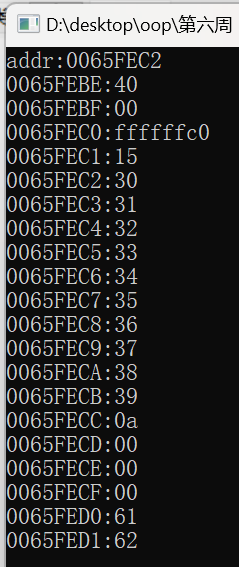 D:\desktop\oop\第六周
addr:0065FEC2
0065FEBE:40
0065FEBF:00
0065FEC0:ffffffc0
0065FEC1:15
0065FEC2:30
0065FEC3:31
0065FEC4:32
0065FEC5:33
0065FEC6:34
0065FEC7:35
0065FEC8:36
0065FEC9:37
0065FECA:38
0065FECB:39
0065FECC:0a
0065FECD:00
0065FECE:00
0065FECF:00
0065FED0:61
0065FED1:62